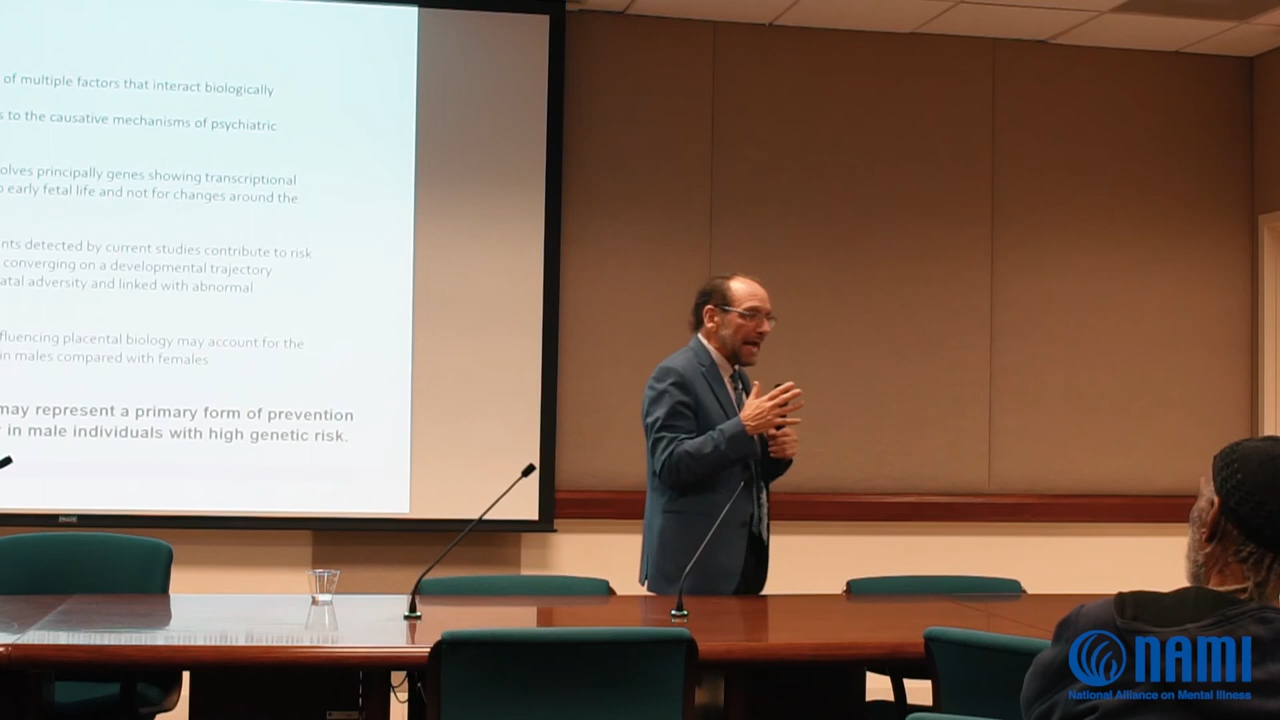 of multiple factors that interact biologically
s to the causative mechanisms of psychiatric
olves principally genes showing transcriptional
o early fetal life and not for changes around the
nts detected by current studies contribute to risk
converging on a developmental trajectory
atal adversity and linked with abnormal
fluencing placental biology may account for the
in males compared with females
may represent a primary form of prevention
r in male individuals with high genetic risk.
NAMI
National Alliance on Mental Illness